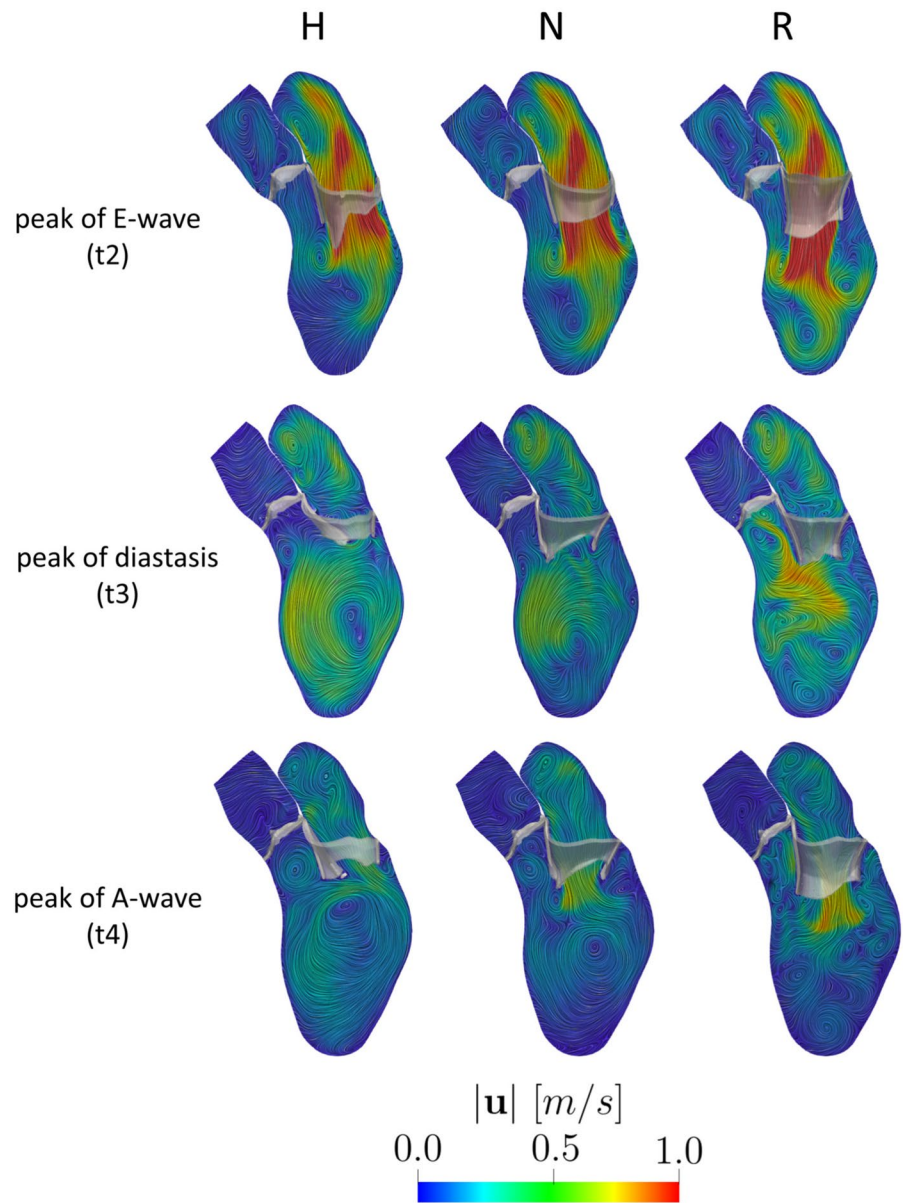 H N R
peak of E-wave
(t2)
peak of diastasis
(t3)
peak of A-wave
(t4)
|u| [m/s]
0.0 0.5 1.0